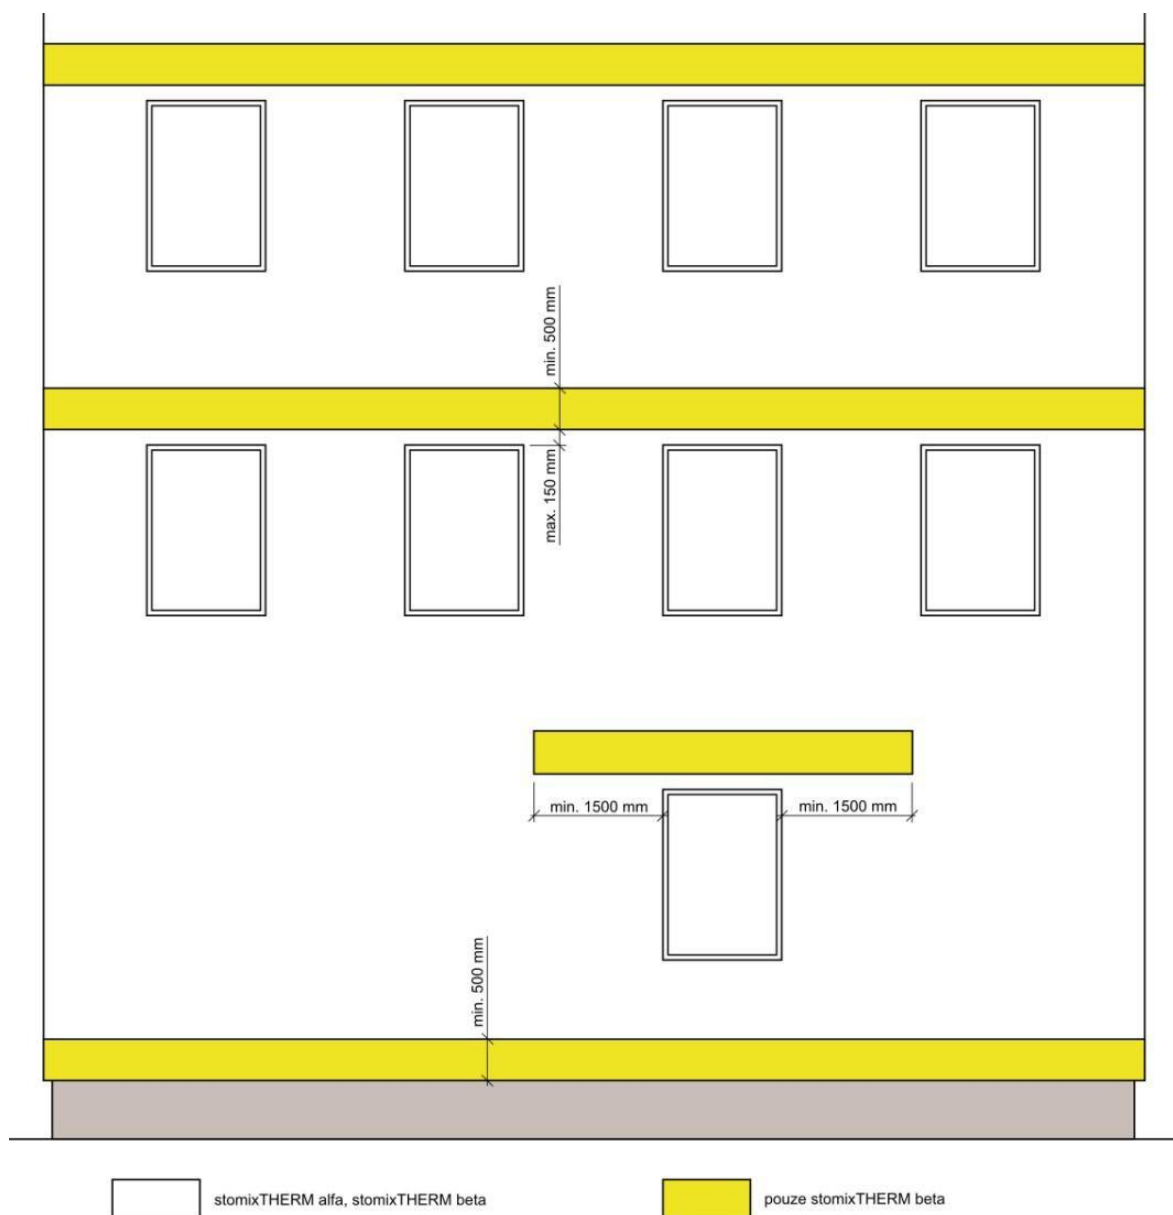 min. 500 mm
max. 150 mm
min. 1500 mm
min. 1500 mm
min. 500 mm
stomixTHERM alfa, stomixTHERM beta
pouze stomixTHERM beta